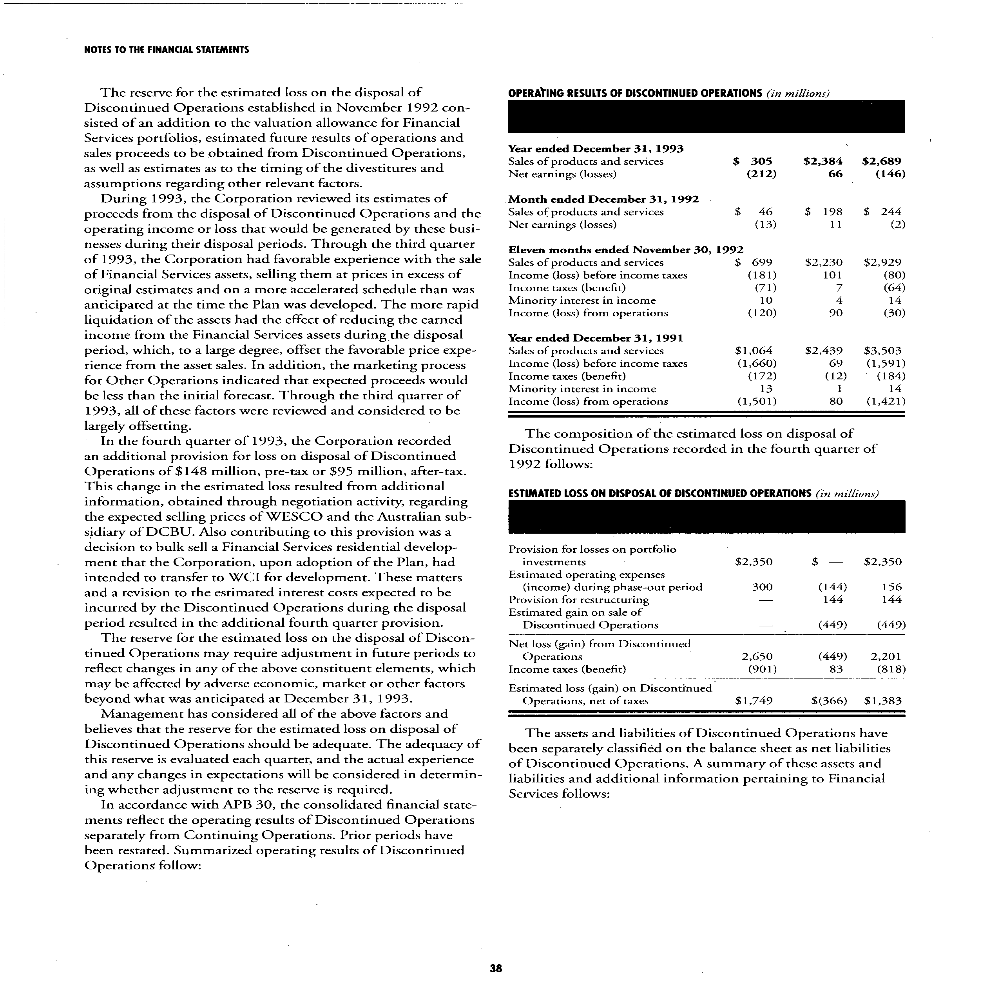 NOTES TO THE FINANCIAL STATEMENTS
The reserve for the estimated loss on the disposal of
Discontinued Operations established in November 1992 con-
sisted of an addition to the valuation allowance for Financial
Services portfolios, estimated future results of operations and
sales proceeds to be obtained from Discontinued Operations,
as well as estimates as to the timing of the divestitures and
assumptions regarding other relevant factors.
During 1993, the Corporation reviewed its estimates of
proceeds from the disposal of Discontinued Operations and the
operating income or loss that would be generated by these busi-
nesses during their disposal periods. Through the third quarter
of 1993, the Corporation had favorable experience with the sale
of Financial Services assets, selling them at prices in excess of
original estimates and on a more accelerated schedule than was
anticipated at the time the Plan was developed. The more rapid
liquidation of the assets had the effect of reducing the earned
income from the Financial Services assets during the disposal
period, which, to a large degree, offset the favorable price expe-
rience from the asset sales. In addition, the marketing process
for Other Operations indicated that expected proceeds would
be less than the initial forecast. Through the third quarter of
1993, all of these factors were reviewed and considered to be
largely offsetting.
In the fourth quarter of 1993, the Corporation recorded
an additional provision for loss on disposal of Discontinued
Operations of $148 million, pre-tax or $95 million, after-tax.
This change in the estimated loss resulted from additional
information, obtained through negotiation activity, regarding
the expected selling prices of WESCO and the Australian sub-
sidiary of DCBU. Also contributing to this provision was a
decision to bulk sell a Financial Services residential develop-
ment that the Corporation, upon adoption of the Plan, had
intended to transfer to WCI for development. These matters
and a revision to the estimated interest costs expected to be
incurred by the Discontinued Operations during the disposal
period resulted in the additional fourth quarter provision.
The reserve for the estimated loss on the disposal of Discon-
tinued Operations may require adjustment in future periods to
reflect changes in any of the above constituent elements, which
may be affected by adverse economic, market or other factors
beyond what was anticipated at December 31, 1993.
Management has considered all of the above factors and
believes that the reserve for the estimated loss on disposal of
Discontinued Operations should be adequate. The adequacy of
this reserve is evaluated each quarter, and the actual experience
and any changes in expectations will be considered in determin-
ing whether adjustment to the reserve is required.
In accordance with APB 30, the consolidated financial state-
ments reflect the operating results of Discontinued Operations
separately from Continuing Operations. Prior periods have
been restated. Summarized operating results of Discontinued
Operations follow:
OPERATING RESULTS OF DISCONTINUED OPERATIONS (in millions)
Year ended December 31, 1993
Sales of products and services $ 305 $2,384 $2,689
Net earnings (losses) (212) 66 (146)
Month ended December 31, 1992
Sales of products and services $ 46 $ 198 $ 244
Net earnings (losses) (13) 11 (2)
Eleven months ended November 30, 1992
Sales of products and services $ 699 $2,230 $2,929
Income (loss) before income taxes (181) 101 (80)
Income taxes (benefit) (71) 7 (64)
Minority interest in income 10 4 14
Income (loss) from operations (120) 90 (30)
Year ended December 31, 1991
Sales of products and services $1,064 $2,439 $3,503
Income (loss) before income taxes (1,660) 69 (1,591)
Income taxes (benefit) (172) (12) (184)
Minority interest in income 13 1 14
Income (loss) from operations (1,501) 80 (1,421)
The composition of the estimated loss on disposal of
Discontinued Operations recorded in the fourth quarter of
1992 follows:
ESTIMATED LOSS ON DISPOSAL OF DISCONTINUED OPERATIONS (in millions)
Provision for losses on portfolio
investments $2,350 $ — $2,350
Estimated operating expenses
(income) during phase-out period 300 (144) 156
Provision for restructuring — 144 144
Estimated gain on sale of
Discontinued Operations — (449) (449)
Net loss (gain) from Discontinued
Operations 2,650 (449) 2,201
Income taxes (benefit) (901) 83 (818)
Estimated loss (gain) on Discontinued
Operations, net of taxes $1,749 $(366) $1,383
The assets and liabilities of Discontinued Operations have
been separately classified on the balance sheet as net liabilities
of Discontinued Operations. A summary of these assets and
liabilities and additional information pertaining to Financial
Services follows:
38